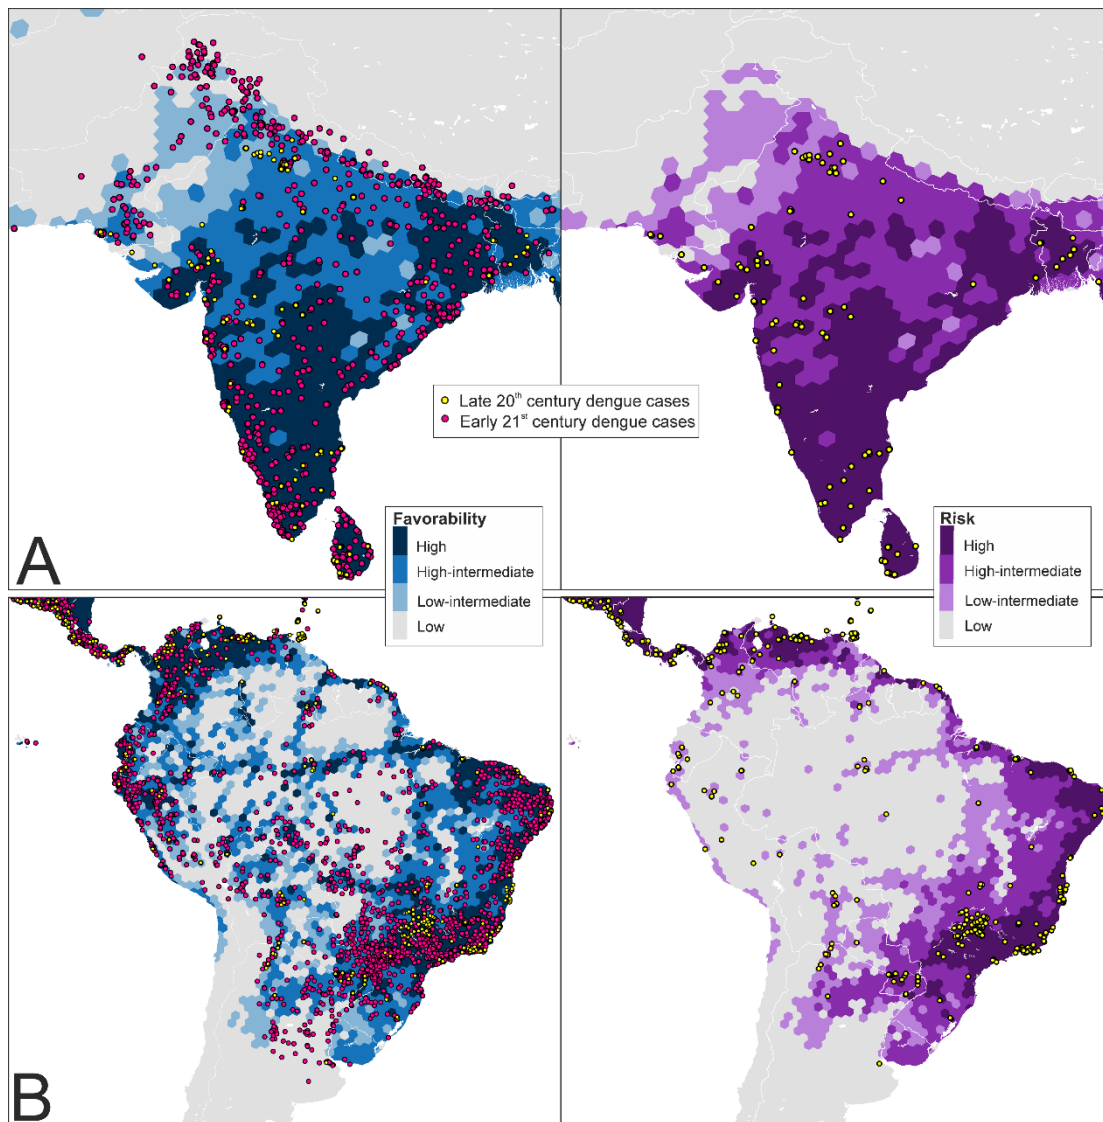 Late 20th century dengue cases
Early 21st century dengue cases
A
Favorability
High
High-intermediate
Low-intermediate
Low
Risk
High
High-intermediate
Low-intermediate
Low
B